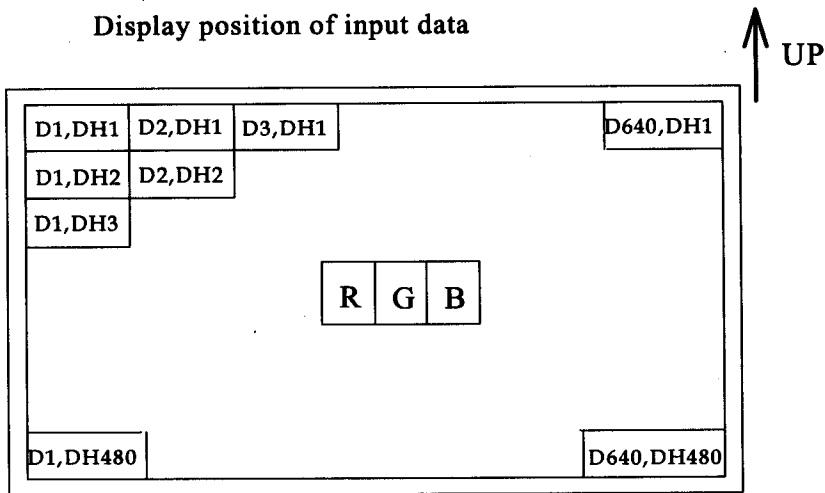 Display position of input data
UP
D1,DH1 D2,DH1 D3,DH1 D640,DH1
D1,DH2 D2,DH2
D1,DH3
R G B
D1,DH480 D640,DH480